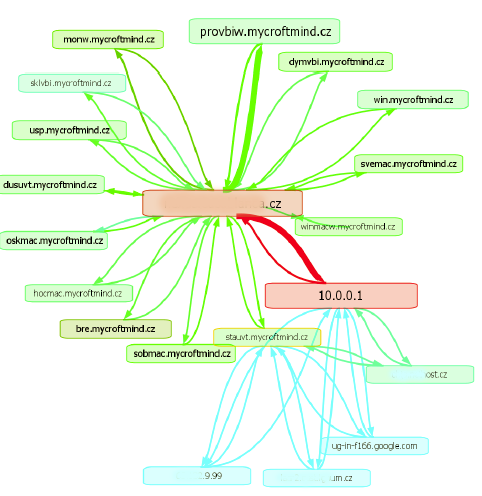 provbiw.mycroftmind.cz
monw.mycroftmind.cz
dymvbi.mycroftmind.cz
sklvbi.mycroftmind.cz
win.mycroftmind.cz
usp.mycroftmind.cz
svemac.mycroftmind.cz
dusuvt.mycroftmind.cz
.cz
winmacw.mycroftmind.cz
oskmac.mycroftmind.cz
hocmac.mycroftmind.cz
10.0.0.1
bre.mycroftmind.cz
stauvt.mycroftmind.cz
sobmac.mycroftmind.cz
ost.cz
ug-in-f166.google.com
9.99
um.cz